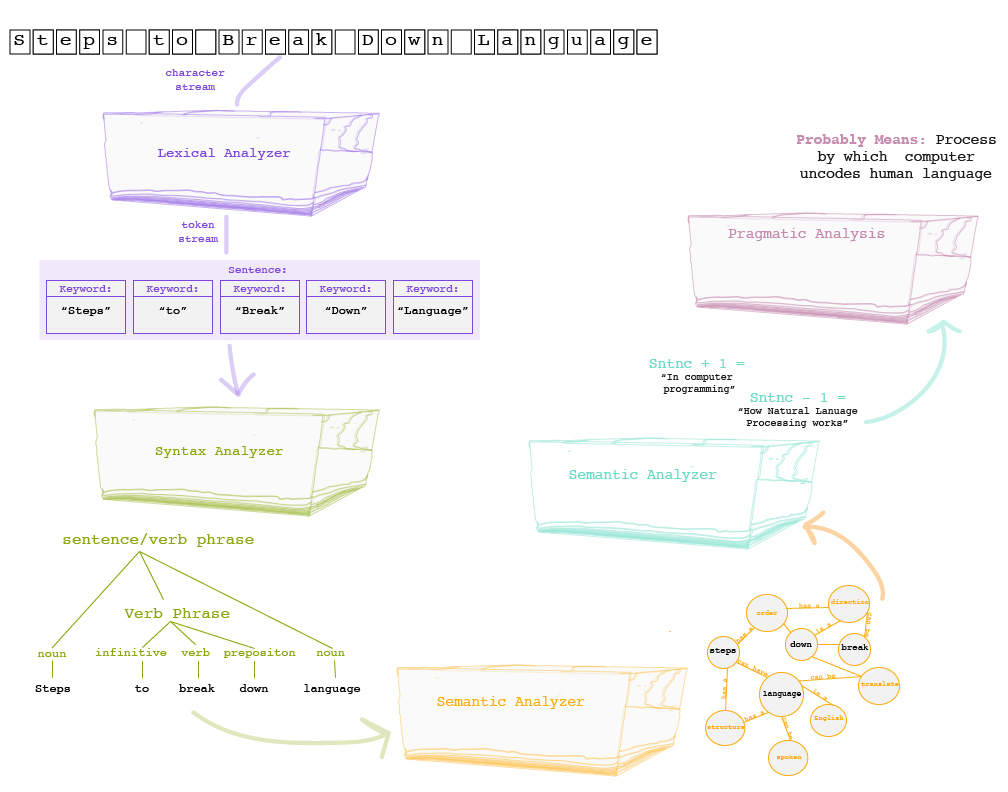 Steps to Break Down Language
character
stream
Lexical Analyzer
token
stream
Sentence:
Keyword: Keyword: Keyword: Keyword: Keyword:
“Steps” “to” “Break” “Down” “Language”
Syntax Analyzer
sentence/verb phrase
Verb Phrase
noun infinitive verb prepositon noun
Steps to break down language
Semantic Analyzer
steps
order
direction
down
break
language
translate
English
structure
spoken
has a
has a
is a
can be
can have
can be
is a
has a
has a
can be
Semantic Analyzer
Sntnc + 1 =
“In computer
programming”
Sntnc - 1 =
“How Natural Lanuage
Processing works”
Pragmatic Analysis
Probably Means: Process
by which computer
uncodes human language